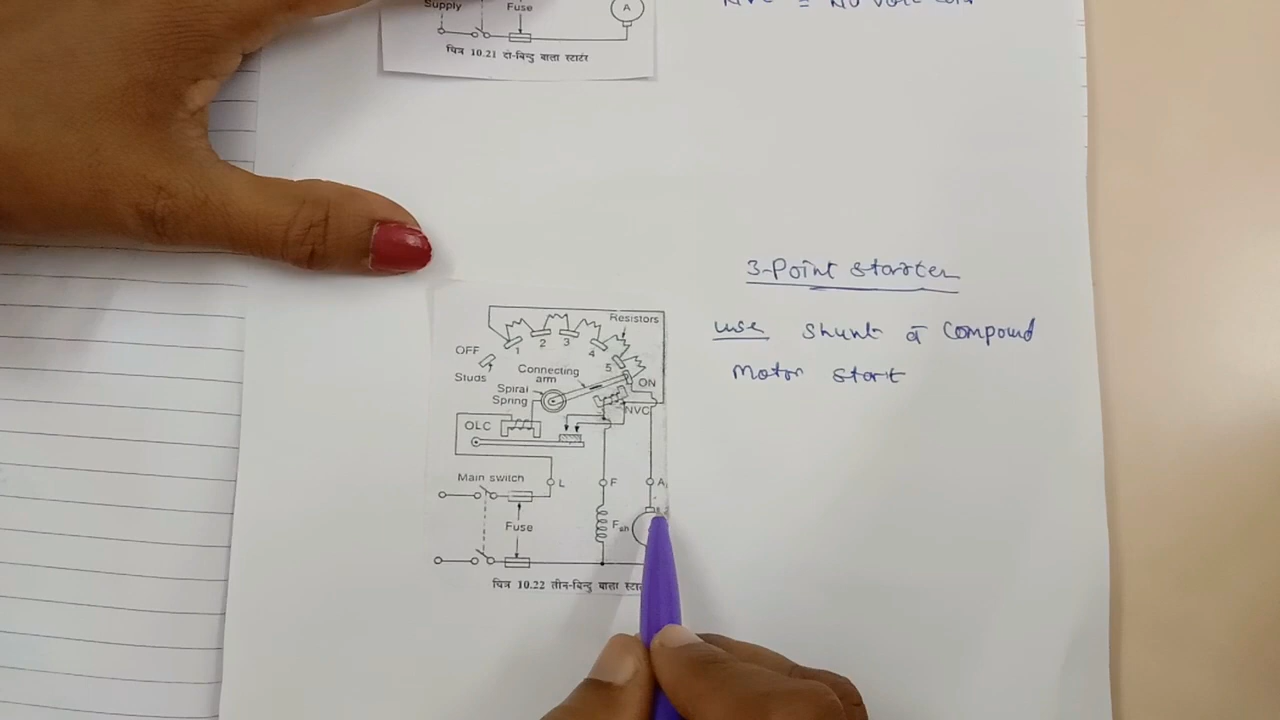 Supply
Fuse
A
चित्र 10.21 दो-बिन्दु वाला स्टार्टर
3-Point starter
use shunt a compound
Motor start
Resistors
OFF
1 2 3 4 5
Studs
Connecting
arm
ON
Spiral
Spring
NVC
OLC
Main switch
L F A
Fuse
Fsh
चित्र 10.22 तीन-बिन्दु वाला